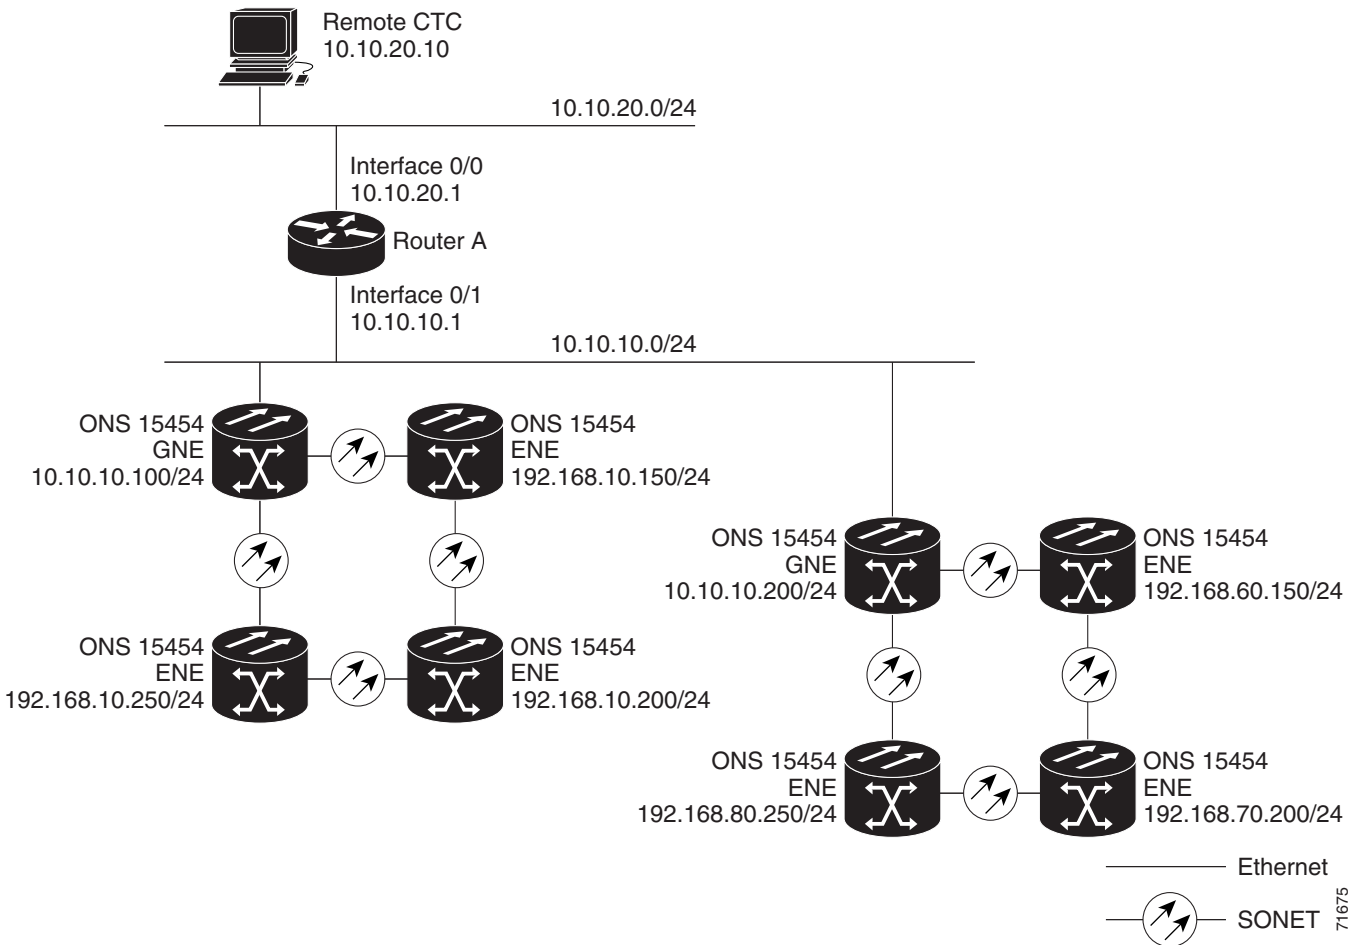 Remote CTC
10.10.20.10
10.10.20.0/24
Interface 0/0
10.10.20.1
Router A
Interface 0/1
10.10.10.1
10.10.10.0/24
ONS 15454
GNE
10.10.10.100/24
ONS 15454
ENE
192.168.10.150/24
ONS 15454
GNE
10.10.10.200/24
ONS 15454
ENE
192.168.60.150/24
ONS 15454
ENE
192.168.10.250/24
ONS 15454
ENE
192.168.10.200/24
ONS 15454
ENE
192.168.80.250/24
ONS 15454
ENE
192.168.70.200/24
Ethernet
SONET
71675